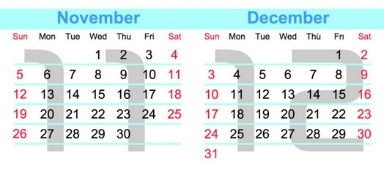 November
Sun Mon Tue Wed Thu Fri Sat
1 2 3 4
5 6 7 8 9 10 11
12 13 14 15 16 17 18
19 20 21 22 23 24 25
26 27 28 29 30
11
December
Sun Mon Tue Wed Thu Fri Sat
1 2
3 4 5 6 7 8 9
10 11 12 13 14 15 16
17 18 19 20 21 22 23
24 25 26 27 28 29 30
31
12